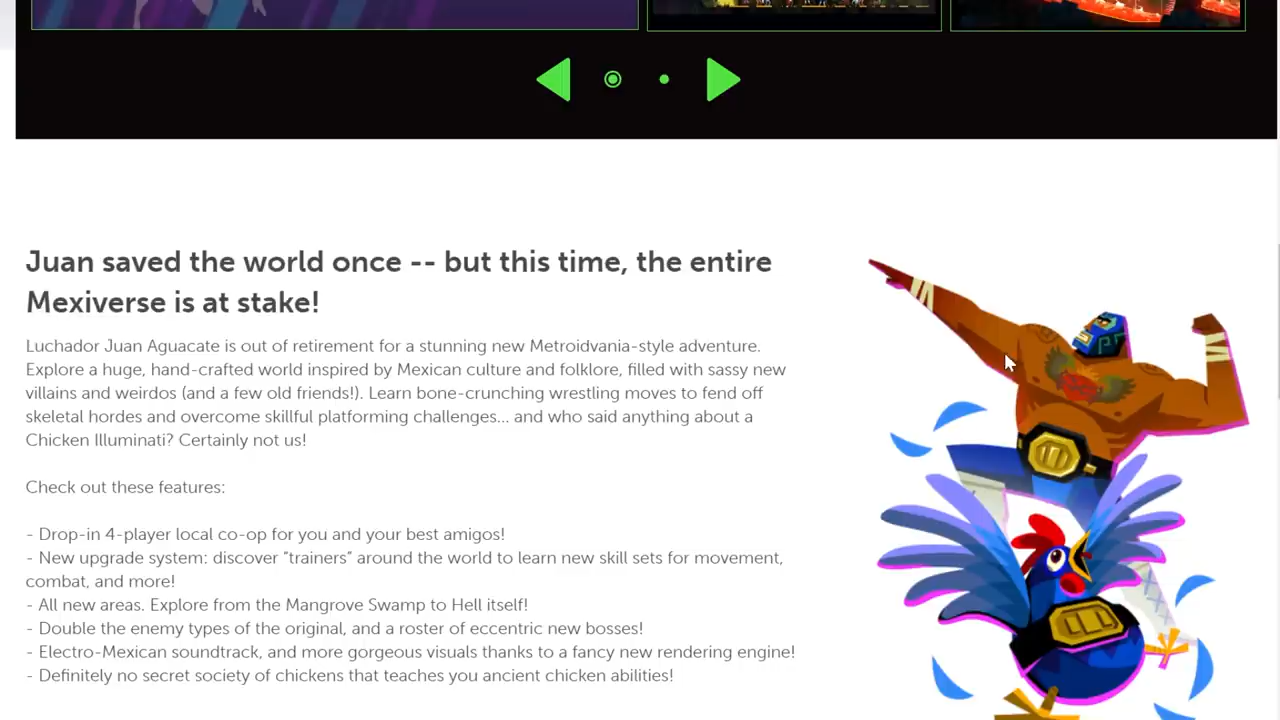 Juan saved the world once -- but this time, the entire
Mexiverse is at stake!
Luchador Juan Aguacate is out of retirement for a stunning new Metroidvania-style adventure.
Explore a huge, hand-crafted world inspired by Mexican culture and folklore, filled with sassy new
villains and weirdos (and a few old friends!). Learn bone-crunching wrestling moves to fend off
skeletal hordes and overcome skillful platforming challenges... and who said anything about a
Chicken Illuminati? Certainly not us!
Check out these features:
- Drop-in 4-player local co-op for you and your best amigos!
- New upgrade system: discover “trainers” around the world to learn new skill sets for movement,
combat, and more!
- All new areas. Explore from the Mangrove Swamp to Hell itself!
- Double the enemy types of the original, and a roster of eccentric new bosses!
- Electro-Mexican soundtrack, and more gorgeous visuals thanks to a fancy new rendering engine!
- Definitely no secret society of chickens that teaches you ancient chicken abilities!